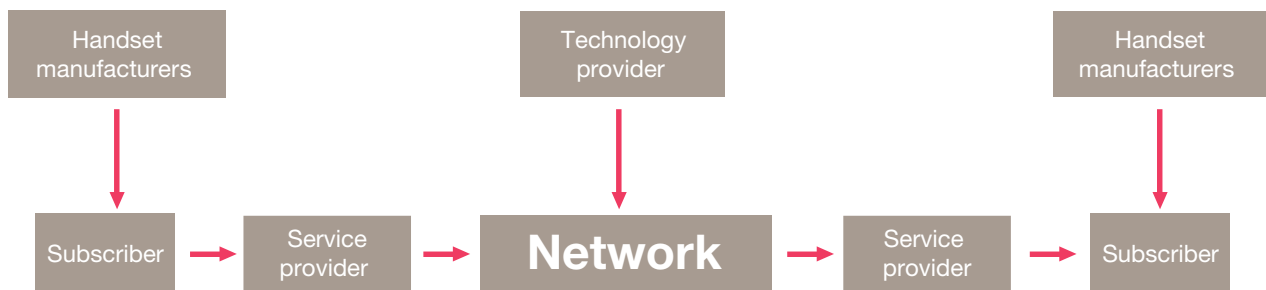 Handset
manufacturers
Technology
provider
Handset
manufacturers
Subscriber
Service
provider
Network
Service
provider
Subscriber